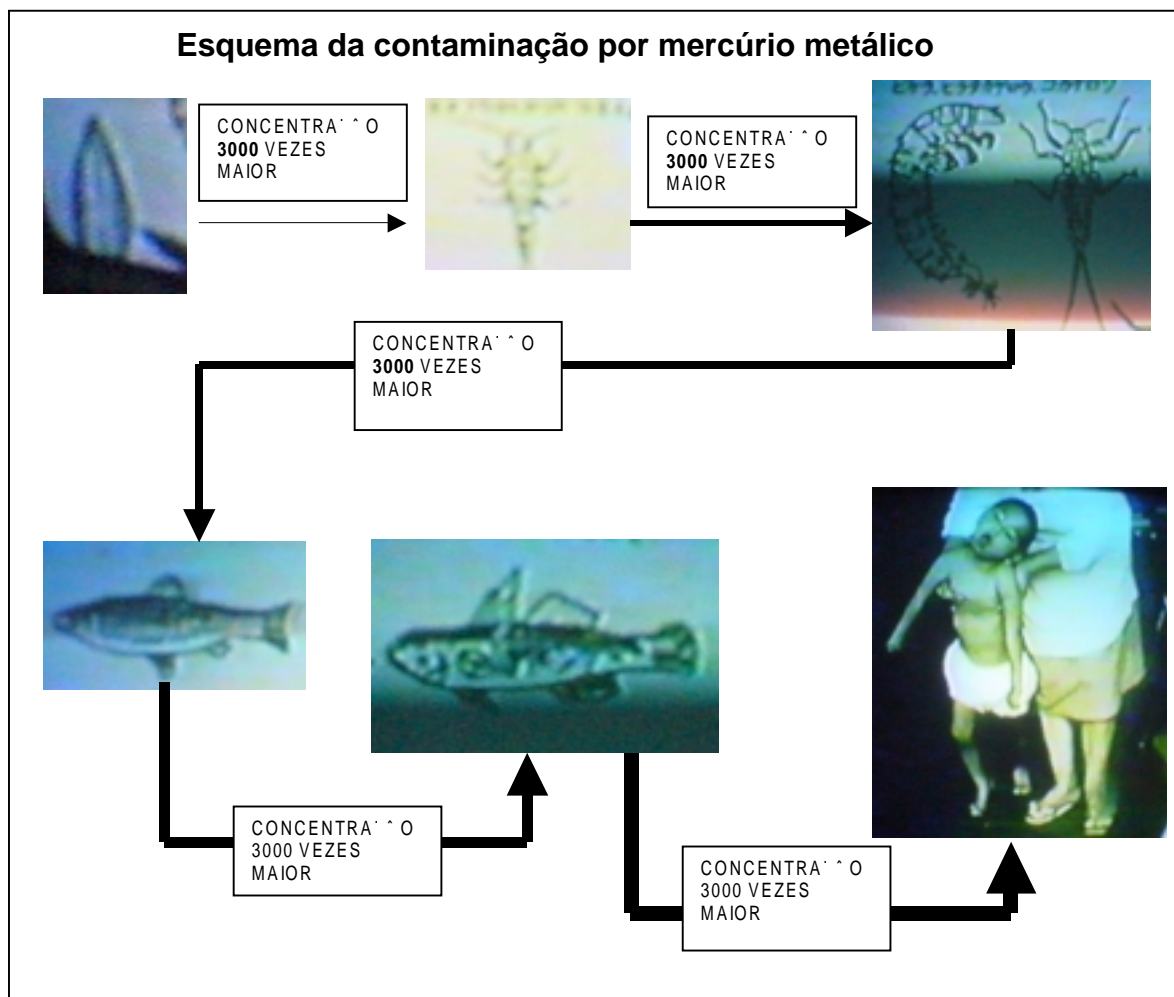 Esquema da contaminação por mercúrio metálico
CONCENTRA˙ˆO
3000 VEZES
MAIOR
CONCENTRA˙ˆO
3000 VEZES
MAIOR
CONCENTRA˙ˆO
3000 VEZES
MAIOR
CONCENTRA˙ˆO
3000 VEZES
MAIOR
CONCENTRA˙ˆO
3000 VEZES
MAIOR